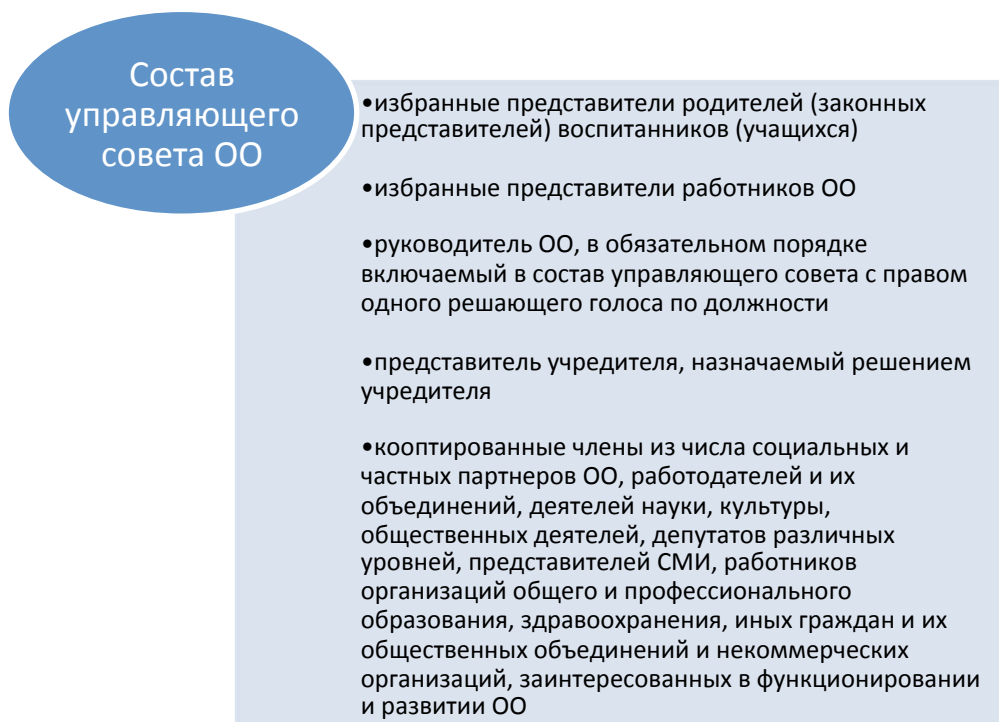 Состав
управляющего
совета ОО
•избранные представители родителей (законных
представителей) воспитанников (учащихся)
•избранные представители работников ОО
•руководитель ОО, в обязательном порядке
включаемый в состав управляющего совета с правом
одного решающего голоса по должности
•представитель учредителя, назначаемый решением
учредителя
•кооптированные члены из числа социальных и
частных партнеров ОО, работодателей и их
объединений, деятелей науки, культуры,
общественных деятелей, депутатов различных
уровней, представителей СМИ, работников
организаций общего и профессионального
образования, здравоохранения, иных граждан и их
общественных объединений и некоммерческих
организаций, заинтересованных в функционировании
и развитии ОО